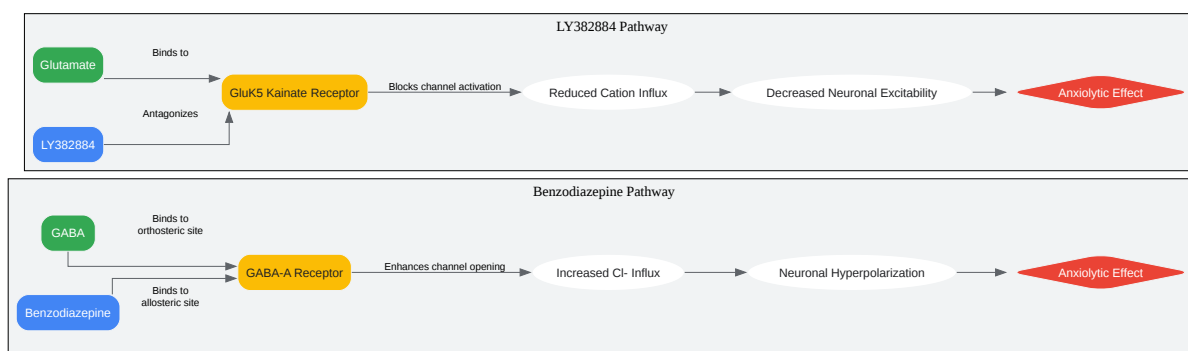 LY382884 Pathway
Glutamate
Binds to
GluK5 Kainate Receptor
Blocks channel activation
Reduced Cation Influx
Decreased Neuronal Excitability
Anxiolytic Effect
Antagonizes
LY382884
Benzodiazepine Pathway
GABA
Binds to
orthosteric site
GABA-A Receptor
Enhances channel opening
Increased Cl- Influx
Neuronal Hyperpolarization
Anxiolytic Effect
Binds to
allosteric site
Benzodiazepine